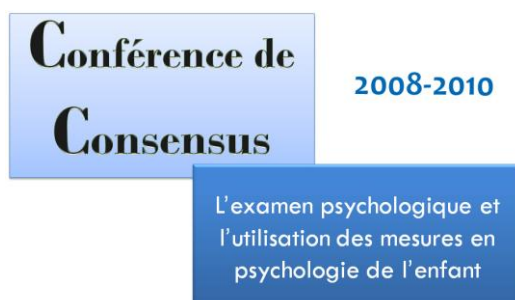 Conférence de
Consensus
2008-2010
L'examen psychologique et
l'utilisation des mesures en
psychologie de l'enfant